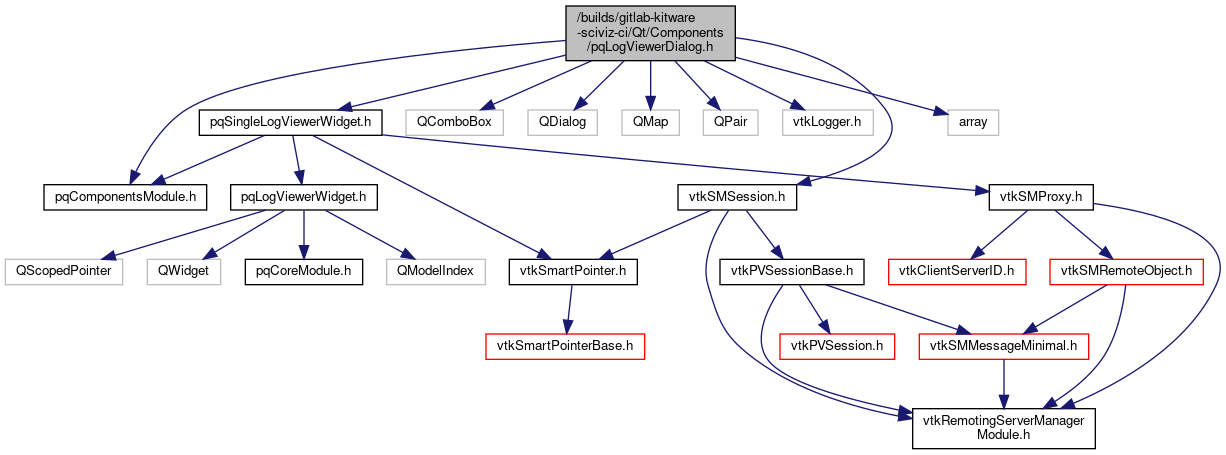 /builds/gitlab-kitware
-sciviz-ci/Qt/Components
/pqLogViewerDialog.h
pqSingleLogViewerWidget.h
QComboBox
QDialog
QMap
QPair
vtkLogger.h
array
pqComponentsModule.h
pqLogViewerWidget.h
vtkSMSession.h
vtkSMProxy.h
QScopedPointer
QWidget
pqCoreModule.h
QModelIndex
vtkSmartPointer.h
vtkPVSessionBase.h
vtkClientServerID.h
vtkSMRemoteObject.h
vtkSmartPointerBase.h
vtkPVSession.h
vtkSMMessageMinimal.h
vtkRemotingServerManager
Module.h